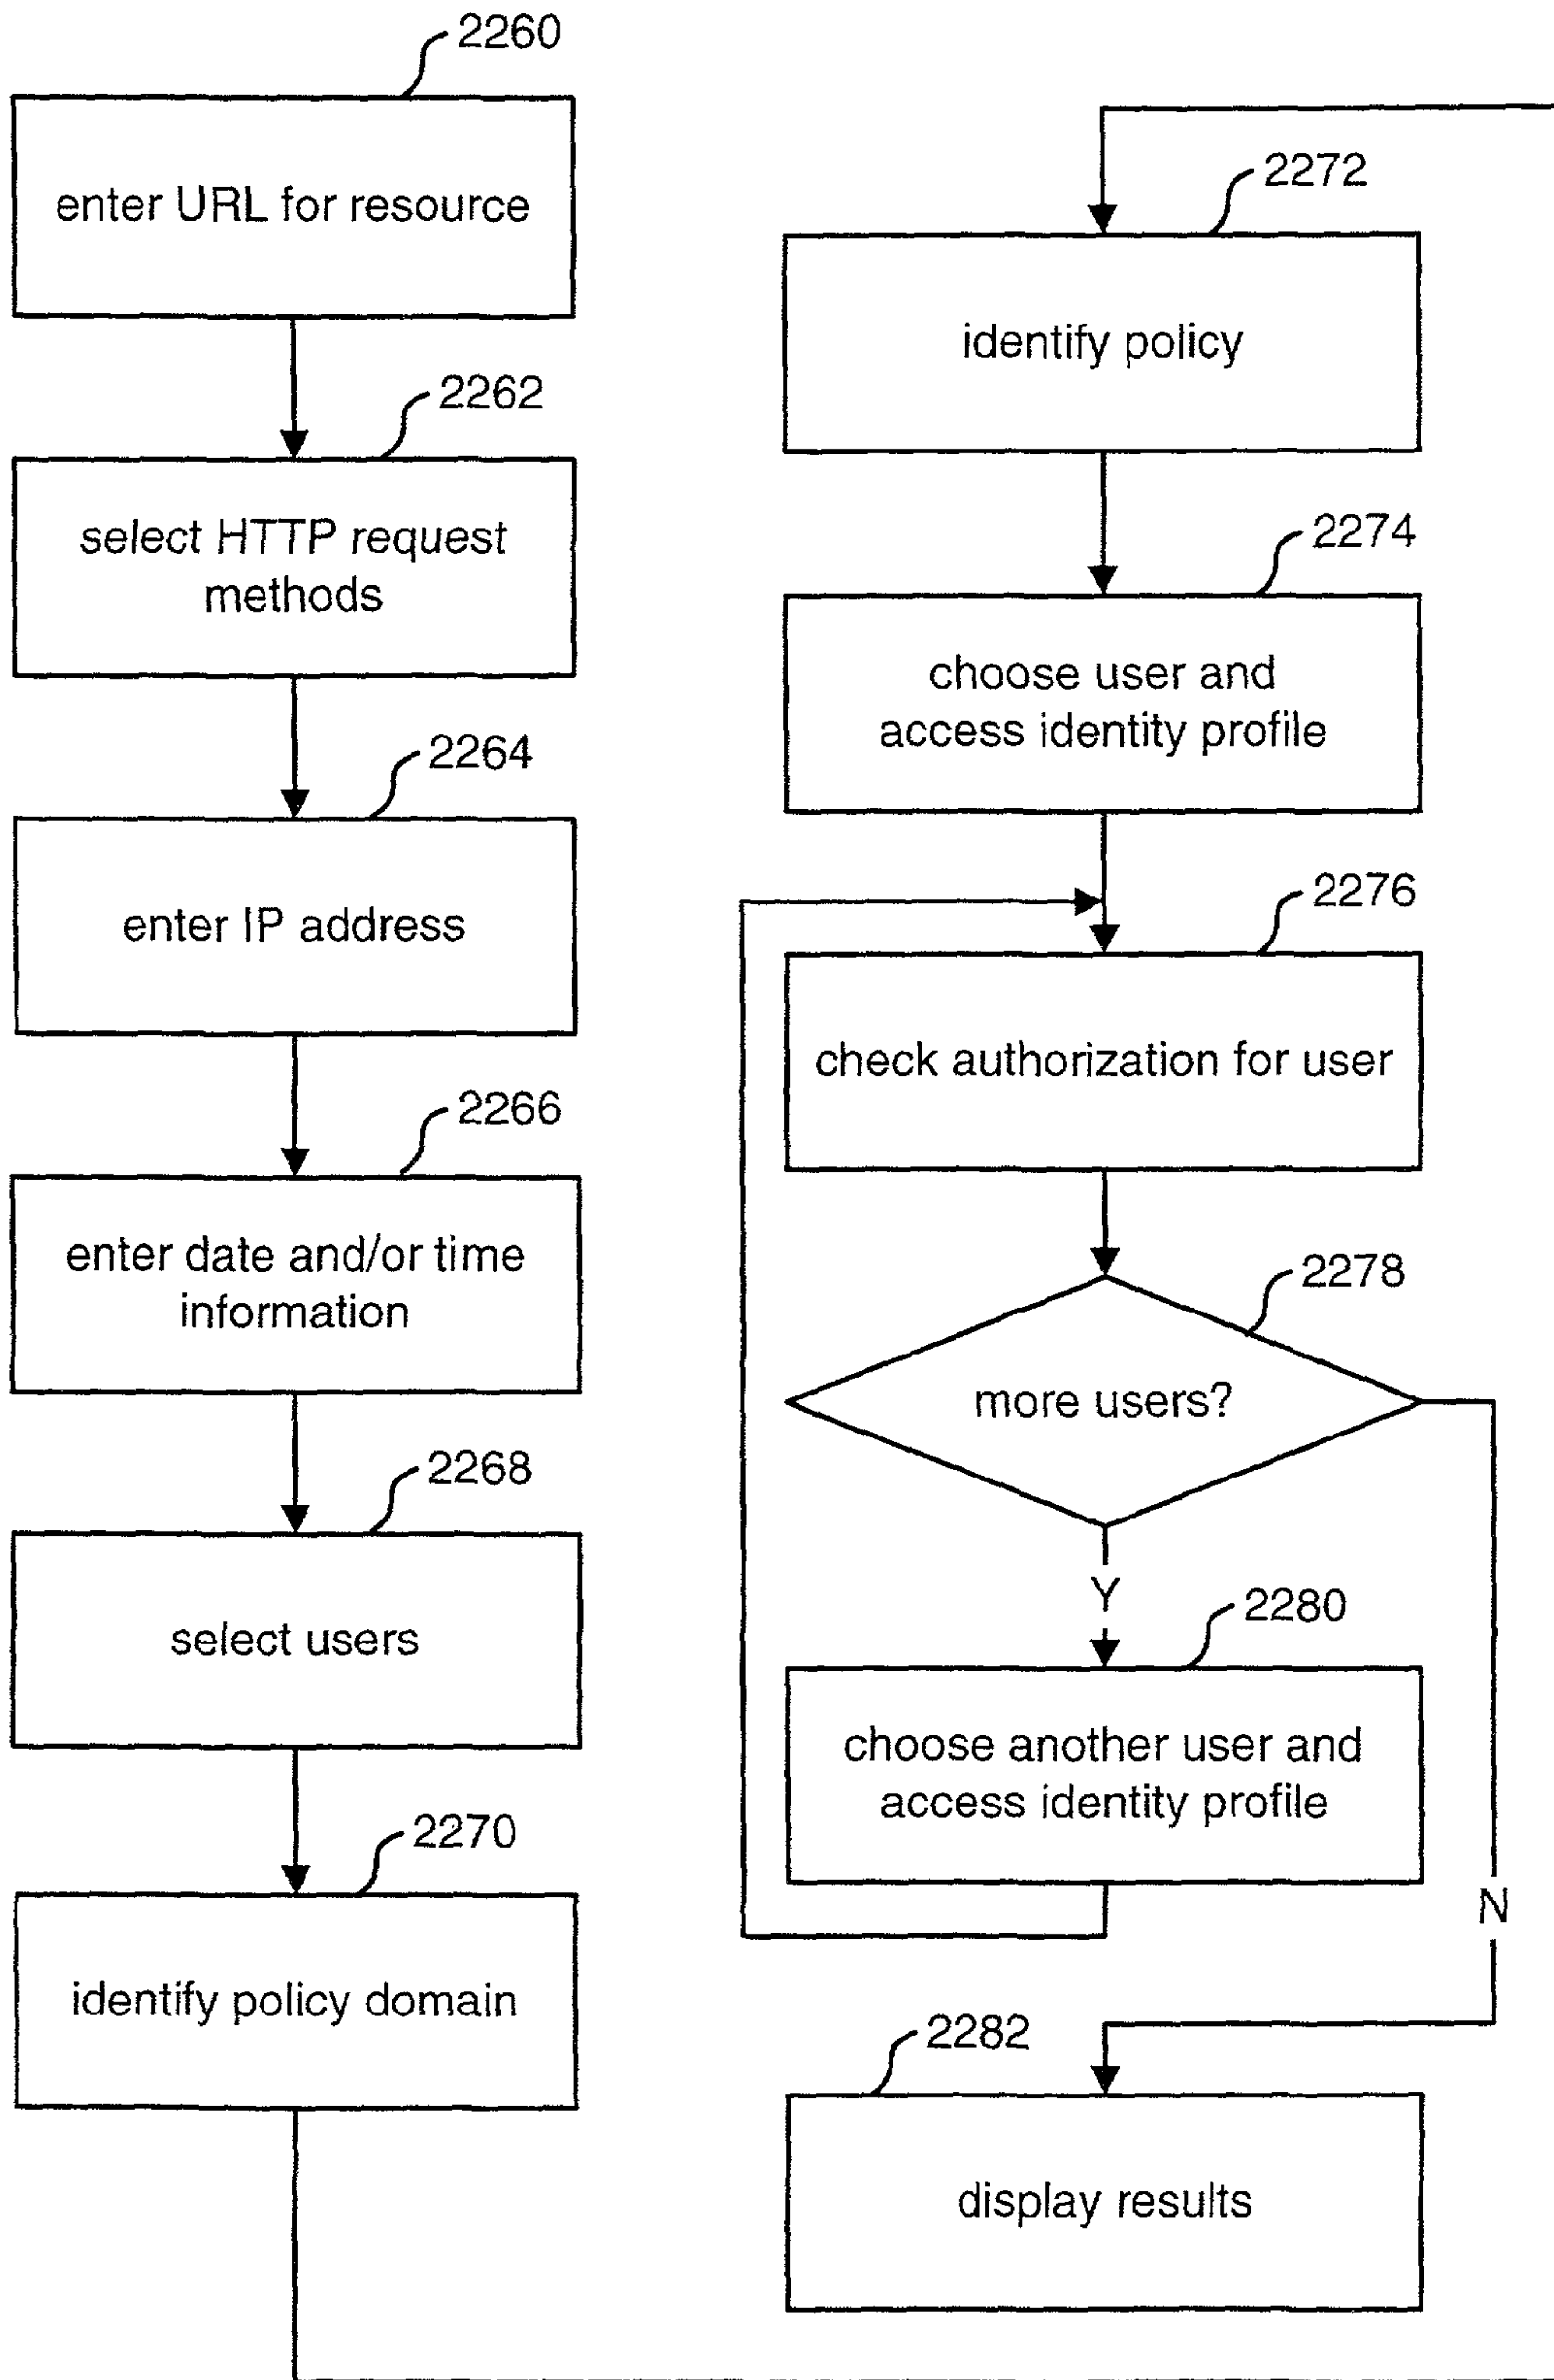 2260
enter URL for resource
2262
select HTTP request
methods
2264
enter IP address
2266
enter date and/or time
information
2268
select users
2270
identify policy domain
2272
identify policy
2274
choose user and
access identity profile
2276
check authorization for user
2278
more users?
Y
2280
choose another user and
access identity profile
N
2282
display results